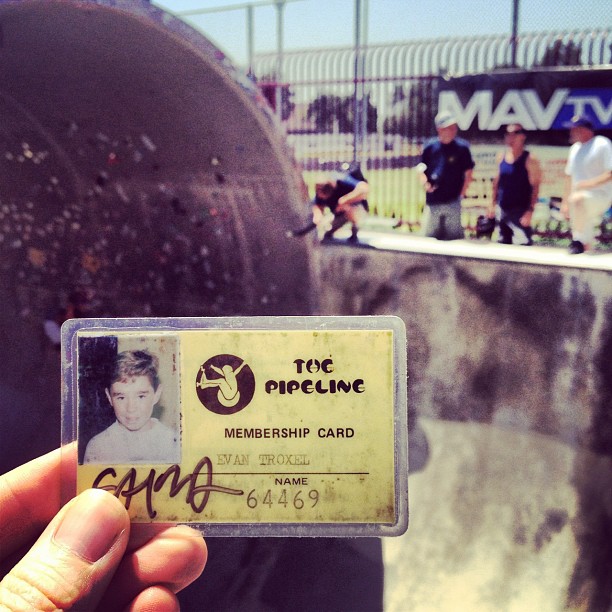 MAVTV
THE
PIPELINE
MEMBERSHIP CARD
EVAN TROXEL
NAME
64469